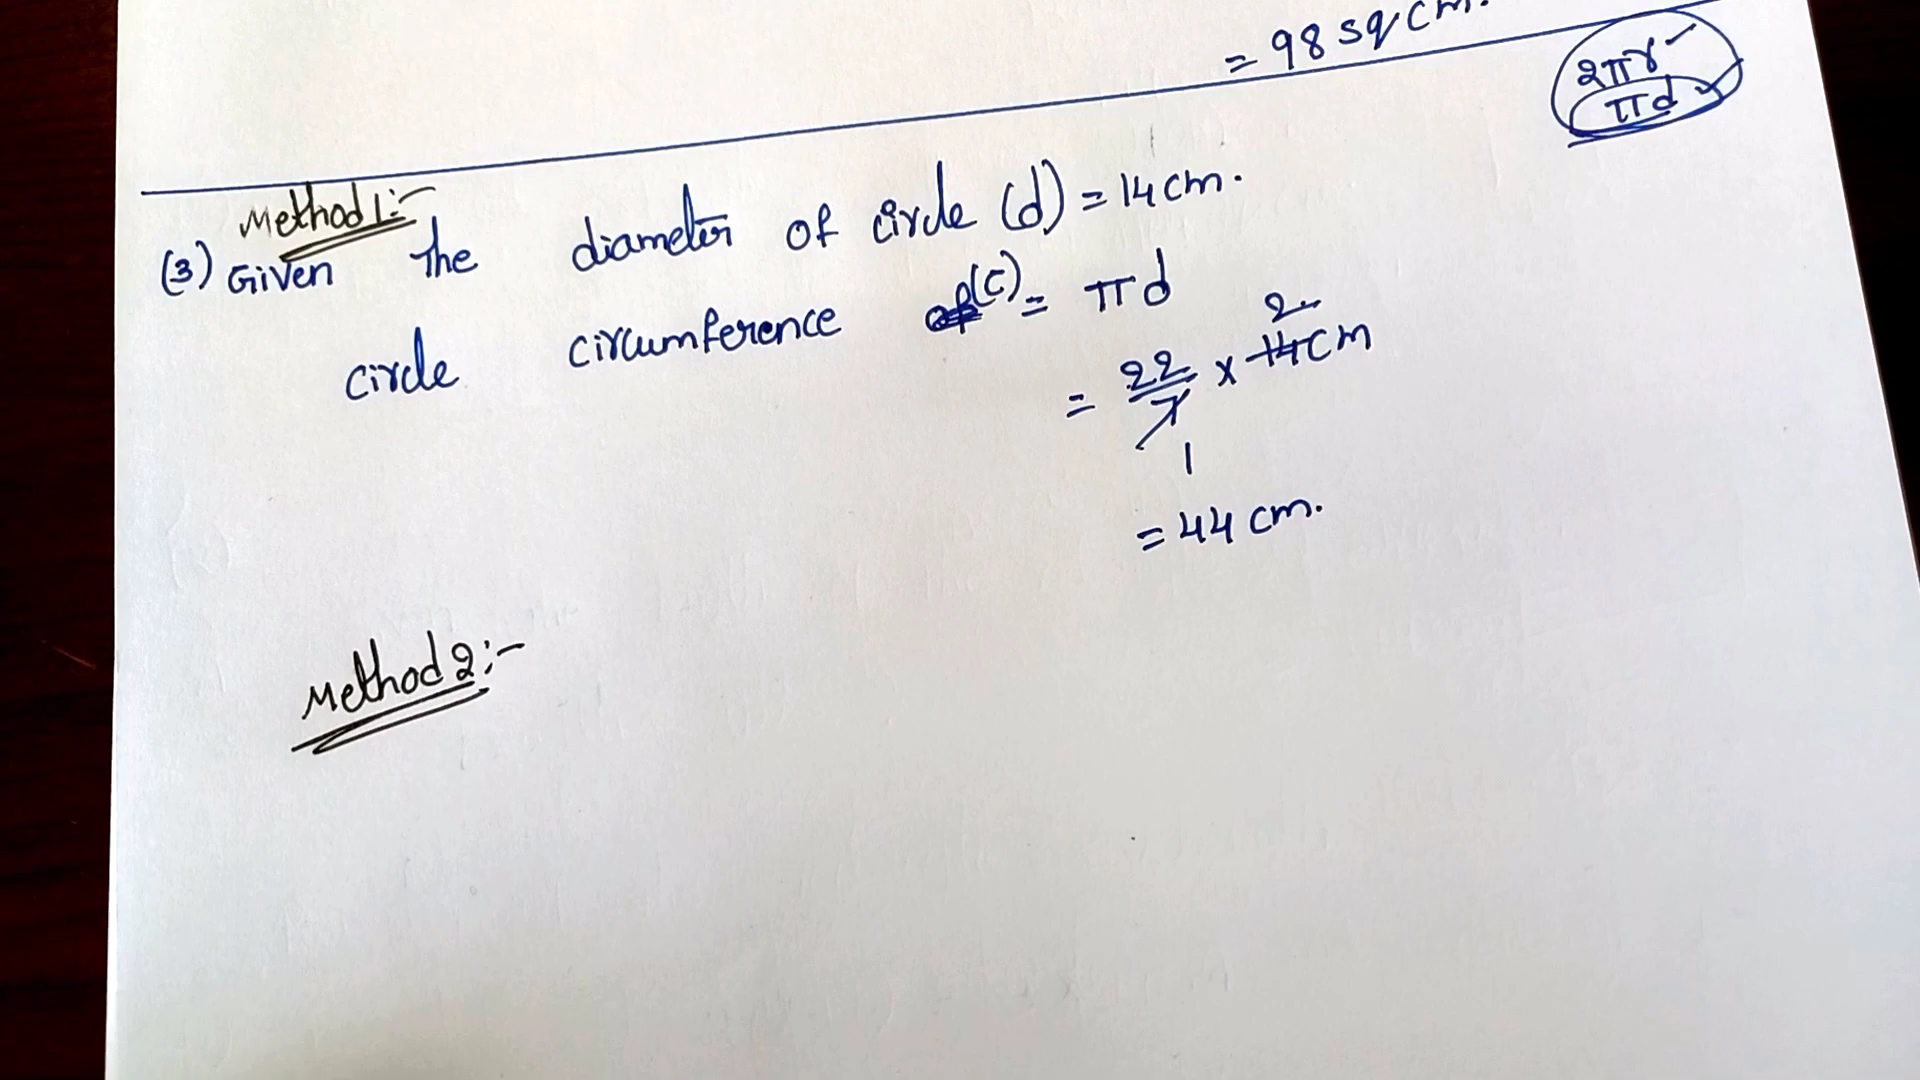 = 98 sq cm.
2πr
πd
Method 1:-
(3) Given the diameter of circle (d) = 14 cm.
circle circumference (C) = πd
2
= 22/7 x 14 cm
1
= 44 cm.
Method 2:-